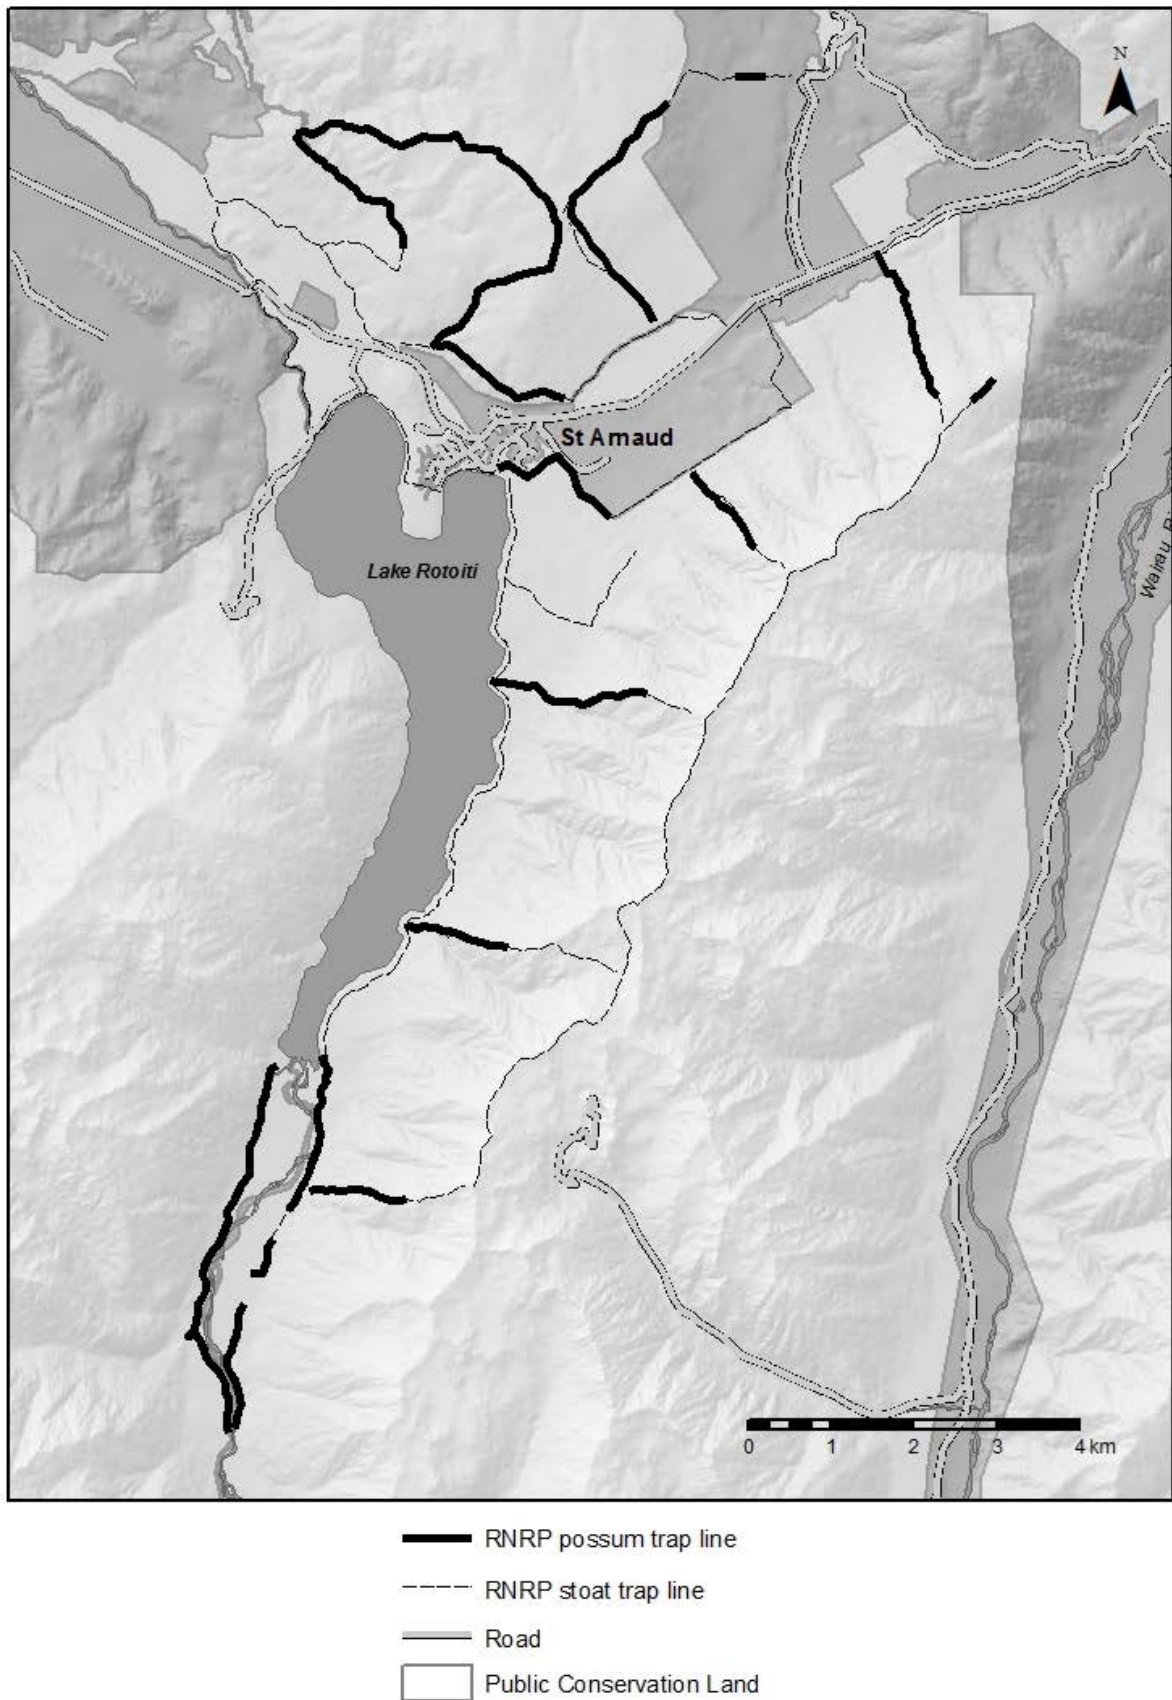 N
St Arnaud
Lake Rotoiti
Wairau
0 1 2 3 4 km
RNRP possum trap line
RNRP stoat trap line
Road
Public Conservation Land